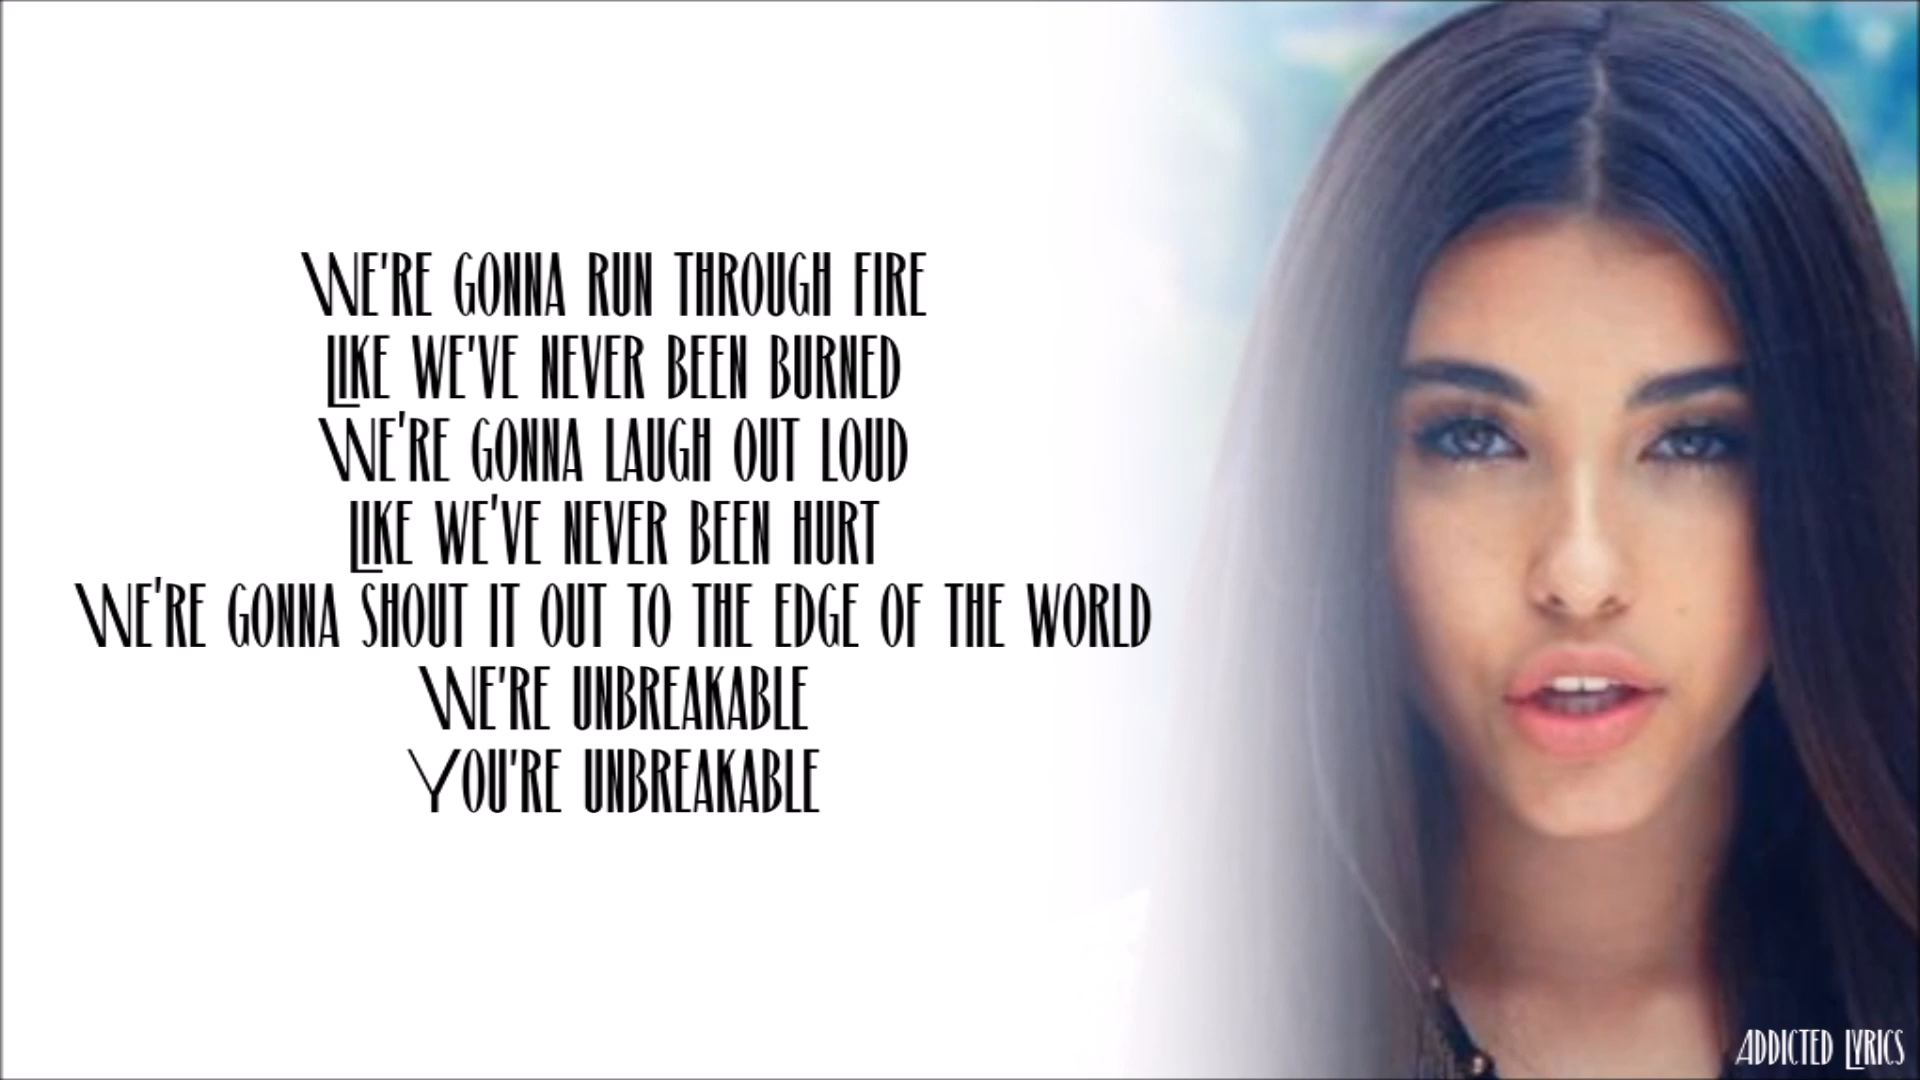 We're gonna run through fire
Like we've never been burned
We're gonna laugh out loud
Like we've never been hurt
We're gonna shout it out to the edge of the world
We're unbreakable
You're unbreakable
Addicted Lyrics